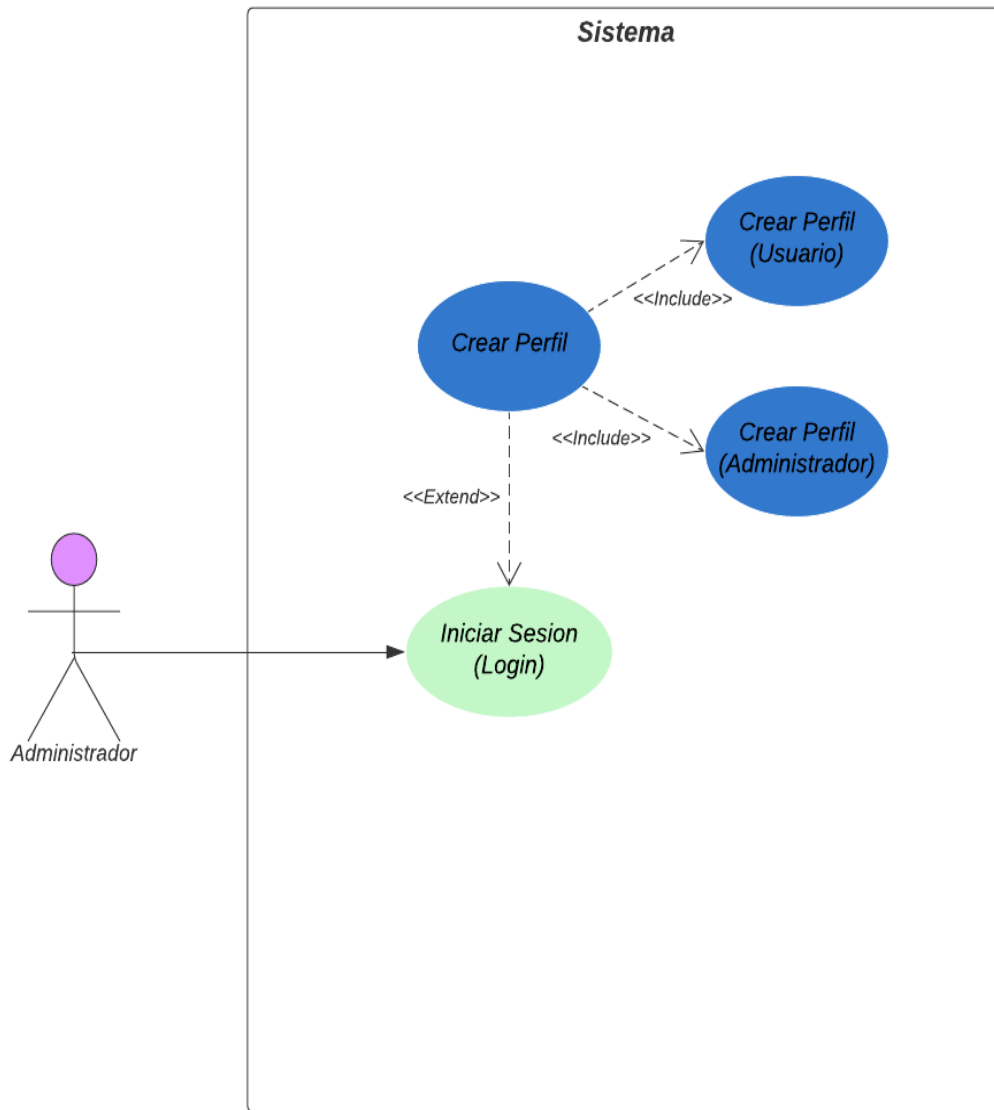 Sistema
Crear Perfil
(Usuario)
<<Include>>
Crear Perfil
<<Include>>
Crear Perfil
(Administrador)
<<Extend>>
Iniciar Sesion
(Login)
Administrador